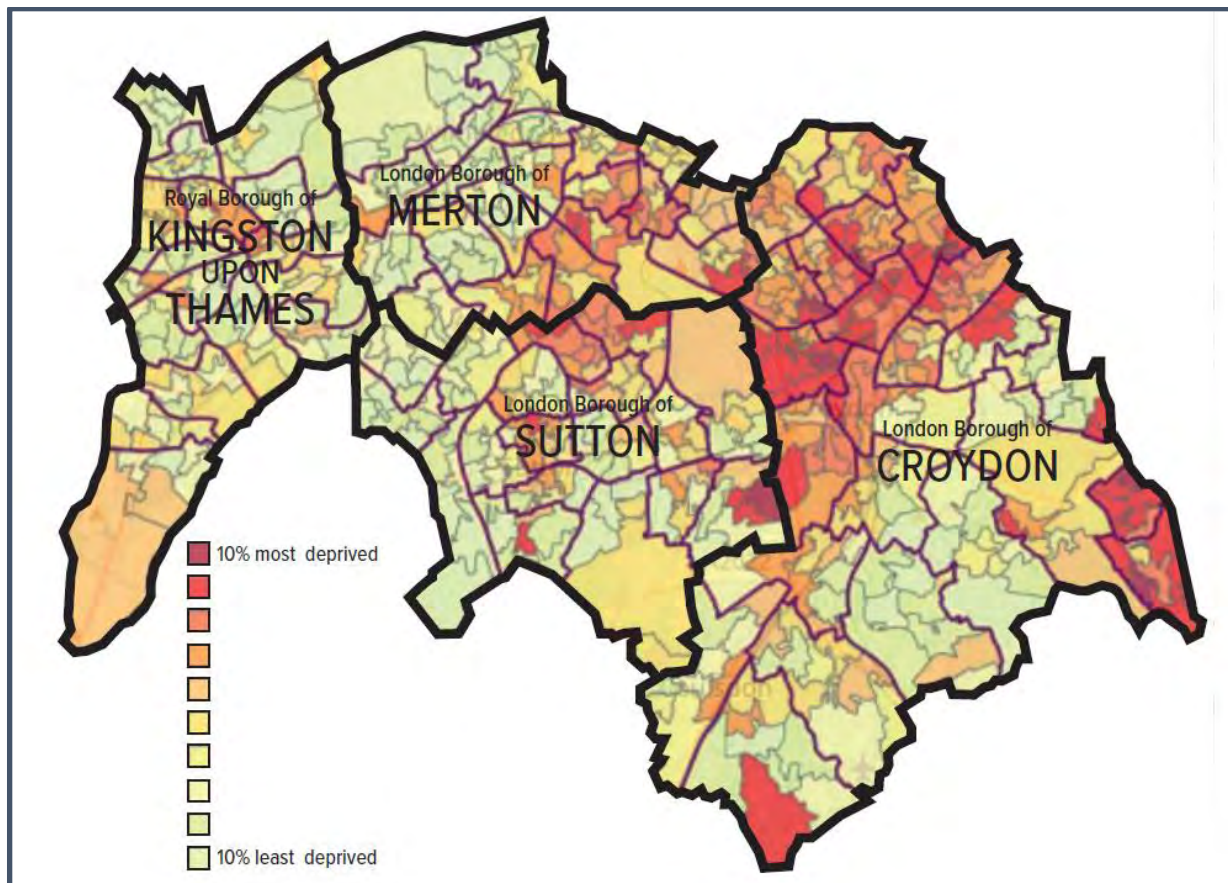 Royal Borough of
KINGSTON
UPON
THAMES
London Borough of
MERTON
London Borough of
SUTTON
London Borough of
CROYDON
10% most deprived
10% least deprived